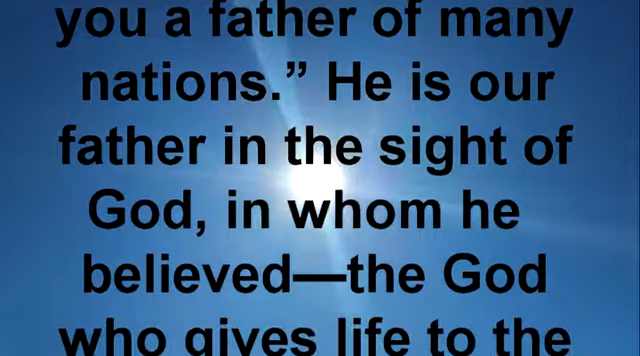 you a father of many
nations.” He is our
father in the sight of
God, in whom he
believed—the God
who gives life to the